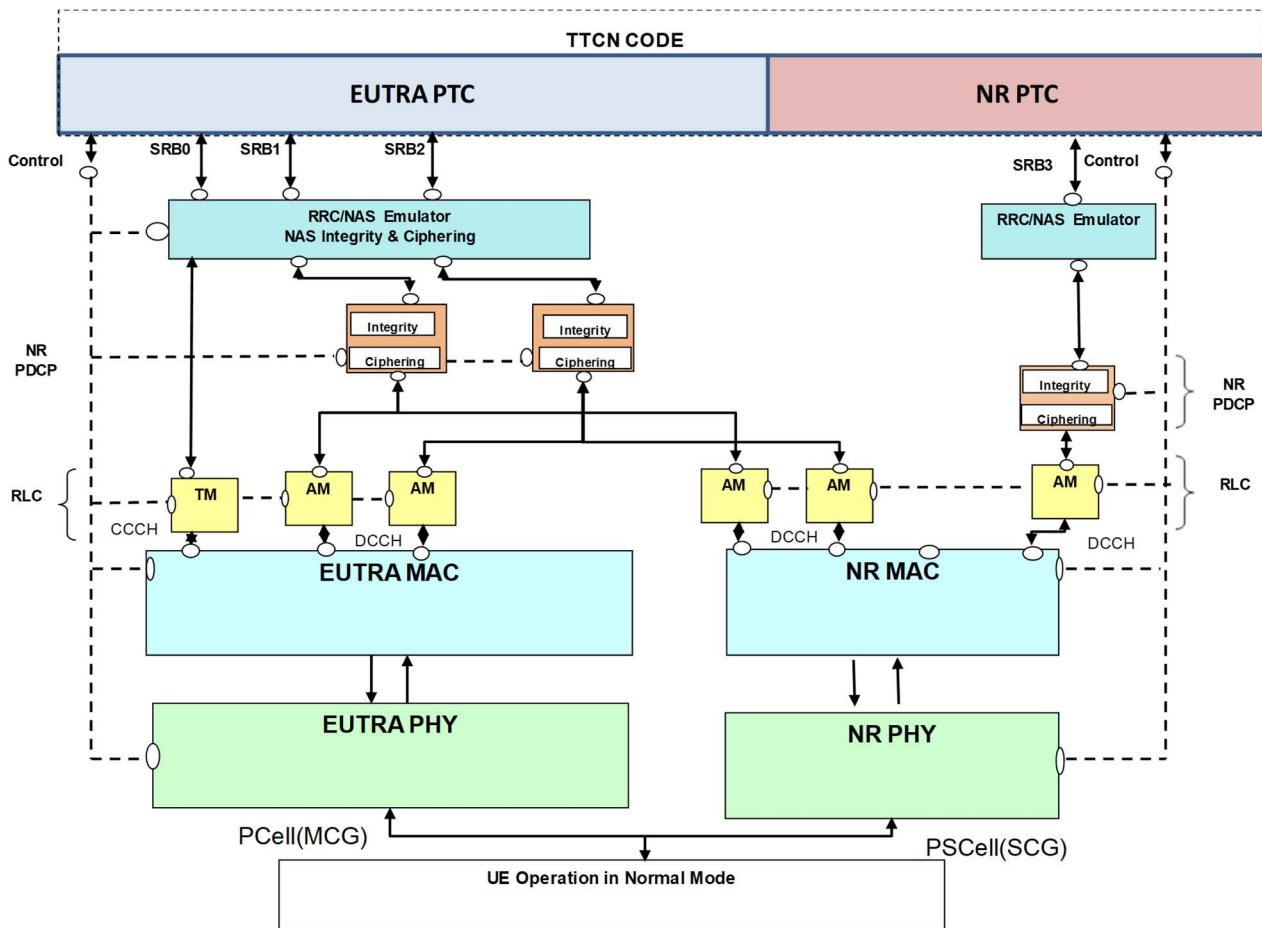 TTCN CODE
EUTRA PTC
NR PTC
Control
SRB0
SRB1
SRB2
SRB3
Control
RRC/NAS Emulator
NAS Integrity & Ciphering
RRC/NAS Emulator
NR
PDCP
Integrity
Ciphering
Integrity
Ciphering
Integrity
Ciphering
NR
PDCP
RLC
TM
AM
AM
AM
AM
AM
RLC
CCCH
DCCH
DCCH
DCCH
EUTRA MAC
NR MAC
EUTRA PHY
NR PHY
PCell(MCG)
PSCell(SCG)
UE Operation in Normal Mode